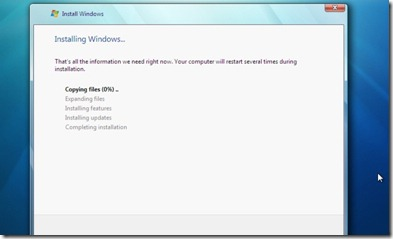 Install Windows
Installing Windows...
That's all the information we need right now. Your computer will restart several times during
installation.
Copying files (0%) ..
Expanding files
Installing features
Installing updates
Completing installation